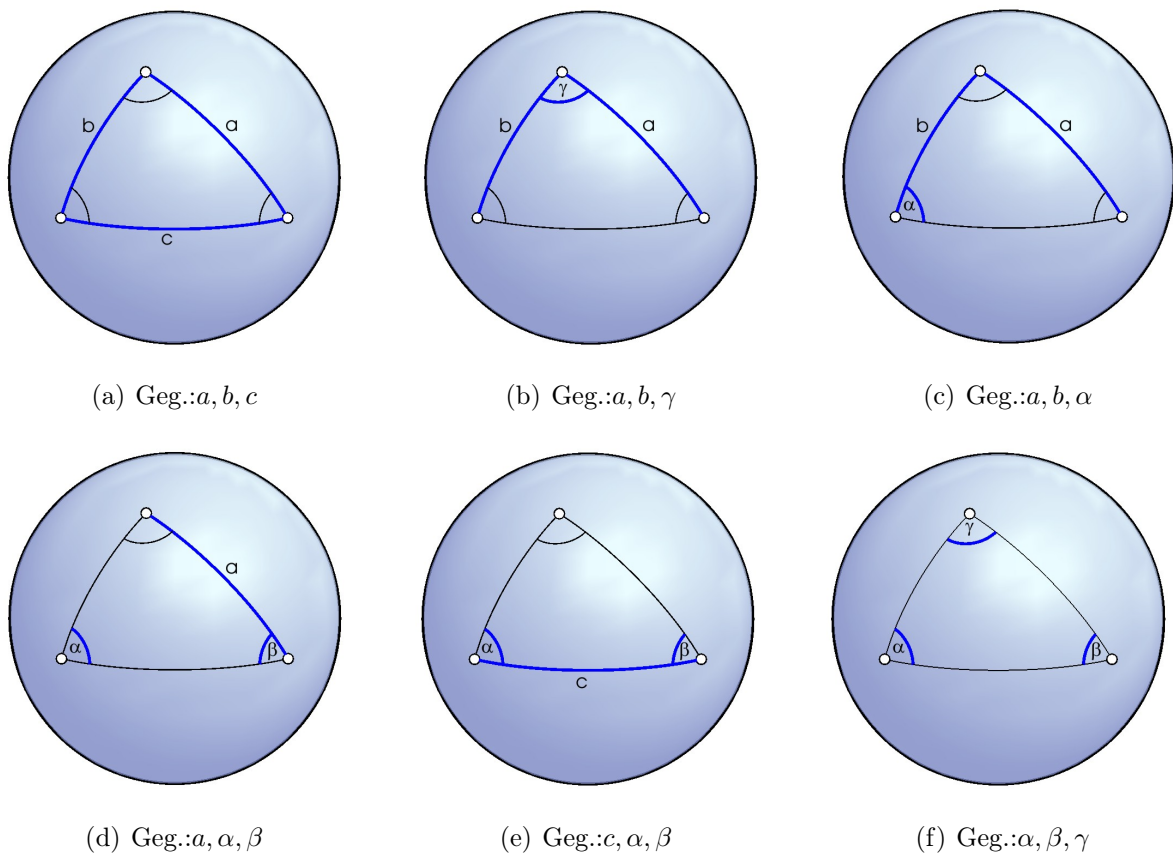 b a
c
γ
b a
b a
α
(a) Geg.:a, b, c (b) Geg.:a, b, γ (c) Geg.:a, b, α
a
α β
α β
c
γ
α β
(d) Geg.:a, α, β (e) Geg.:c, α, β (f) Geg.:α, β, γ